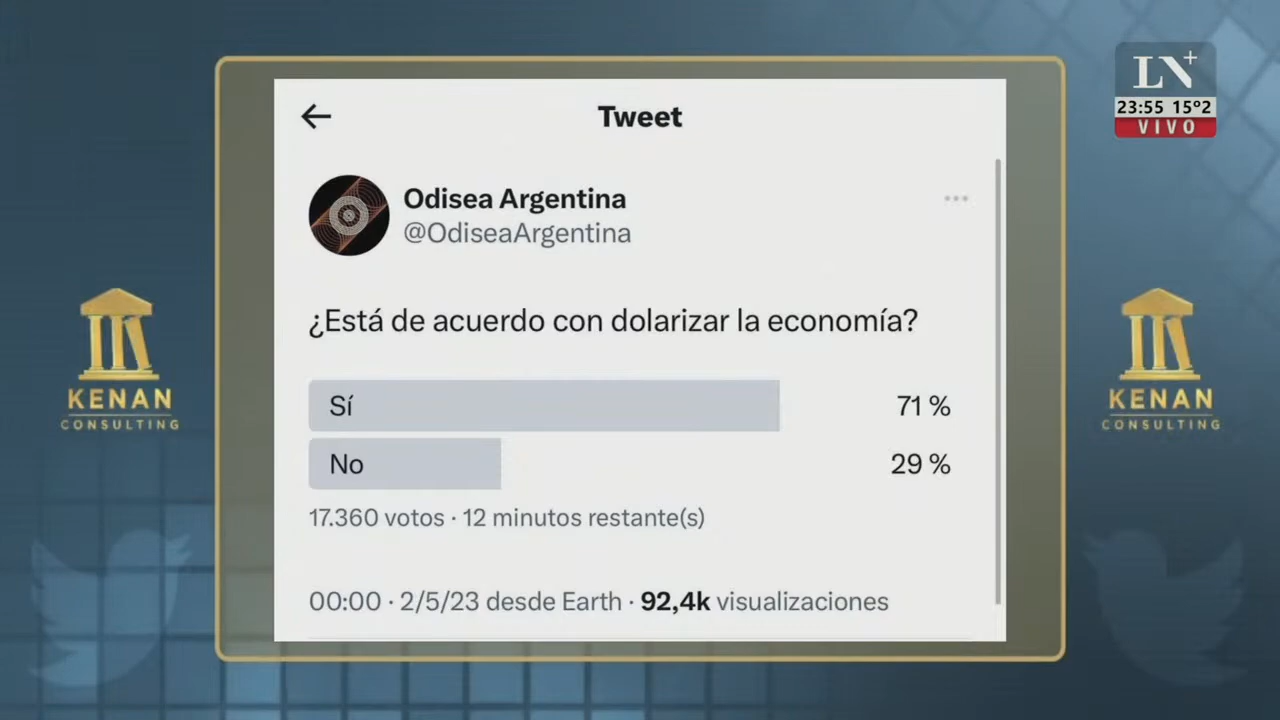 Tweet
LN+
23:55 15º2
VIVO
Odisea Argentina
@OdiseaArgentina
¿Está de acuerdo con dolarizar la economía?
Sí 71 %
No 29 %
17.360 votos · 12 minutos restante(s)
00:00 · 2/5/23 desde Earth · 92,4k visualizaciones
KENAN
CONSULTING
KENAN
CONSULTING